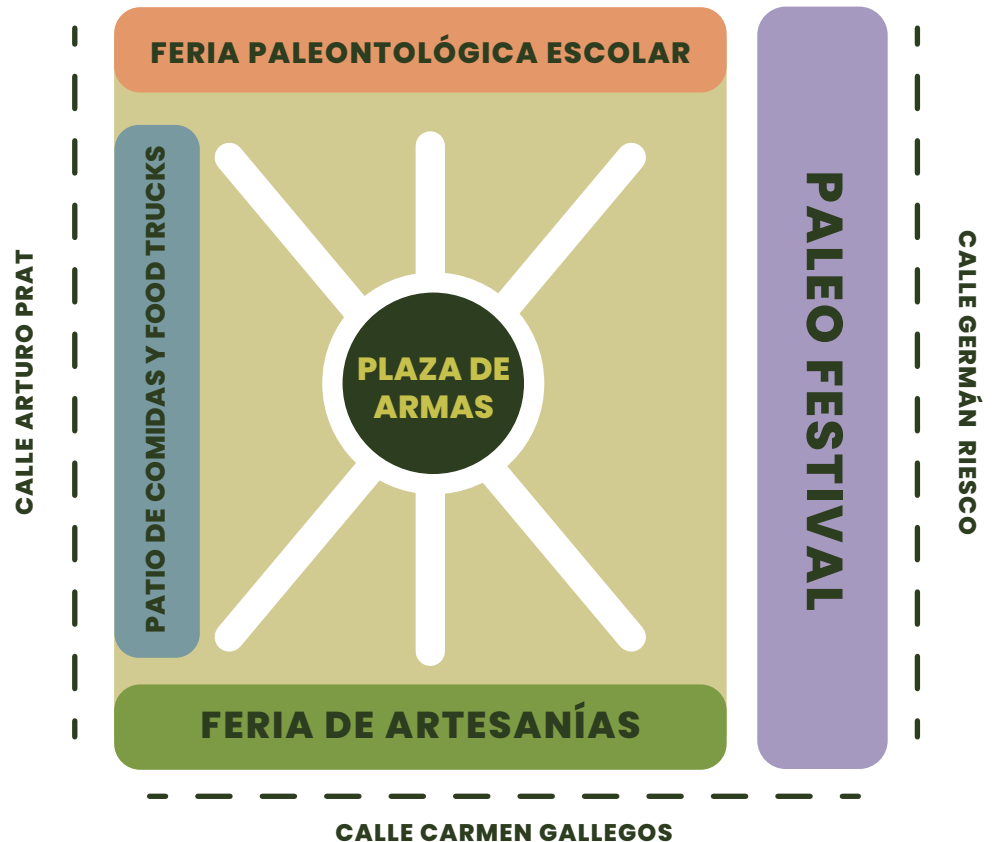 FERIA PALEONTOLÓGICA ESCOLAR
CALLE ARTURO PRAT
PATIO DE COMIDAS Y FOOD TRUCKS
PLAZA DE
ARMAS
PALEO FESTIVAL
CALLE GERMÁN RIESCO
FERIA DE ARTESANÍAS
CALLE CARMEN GALLEGOS